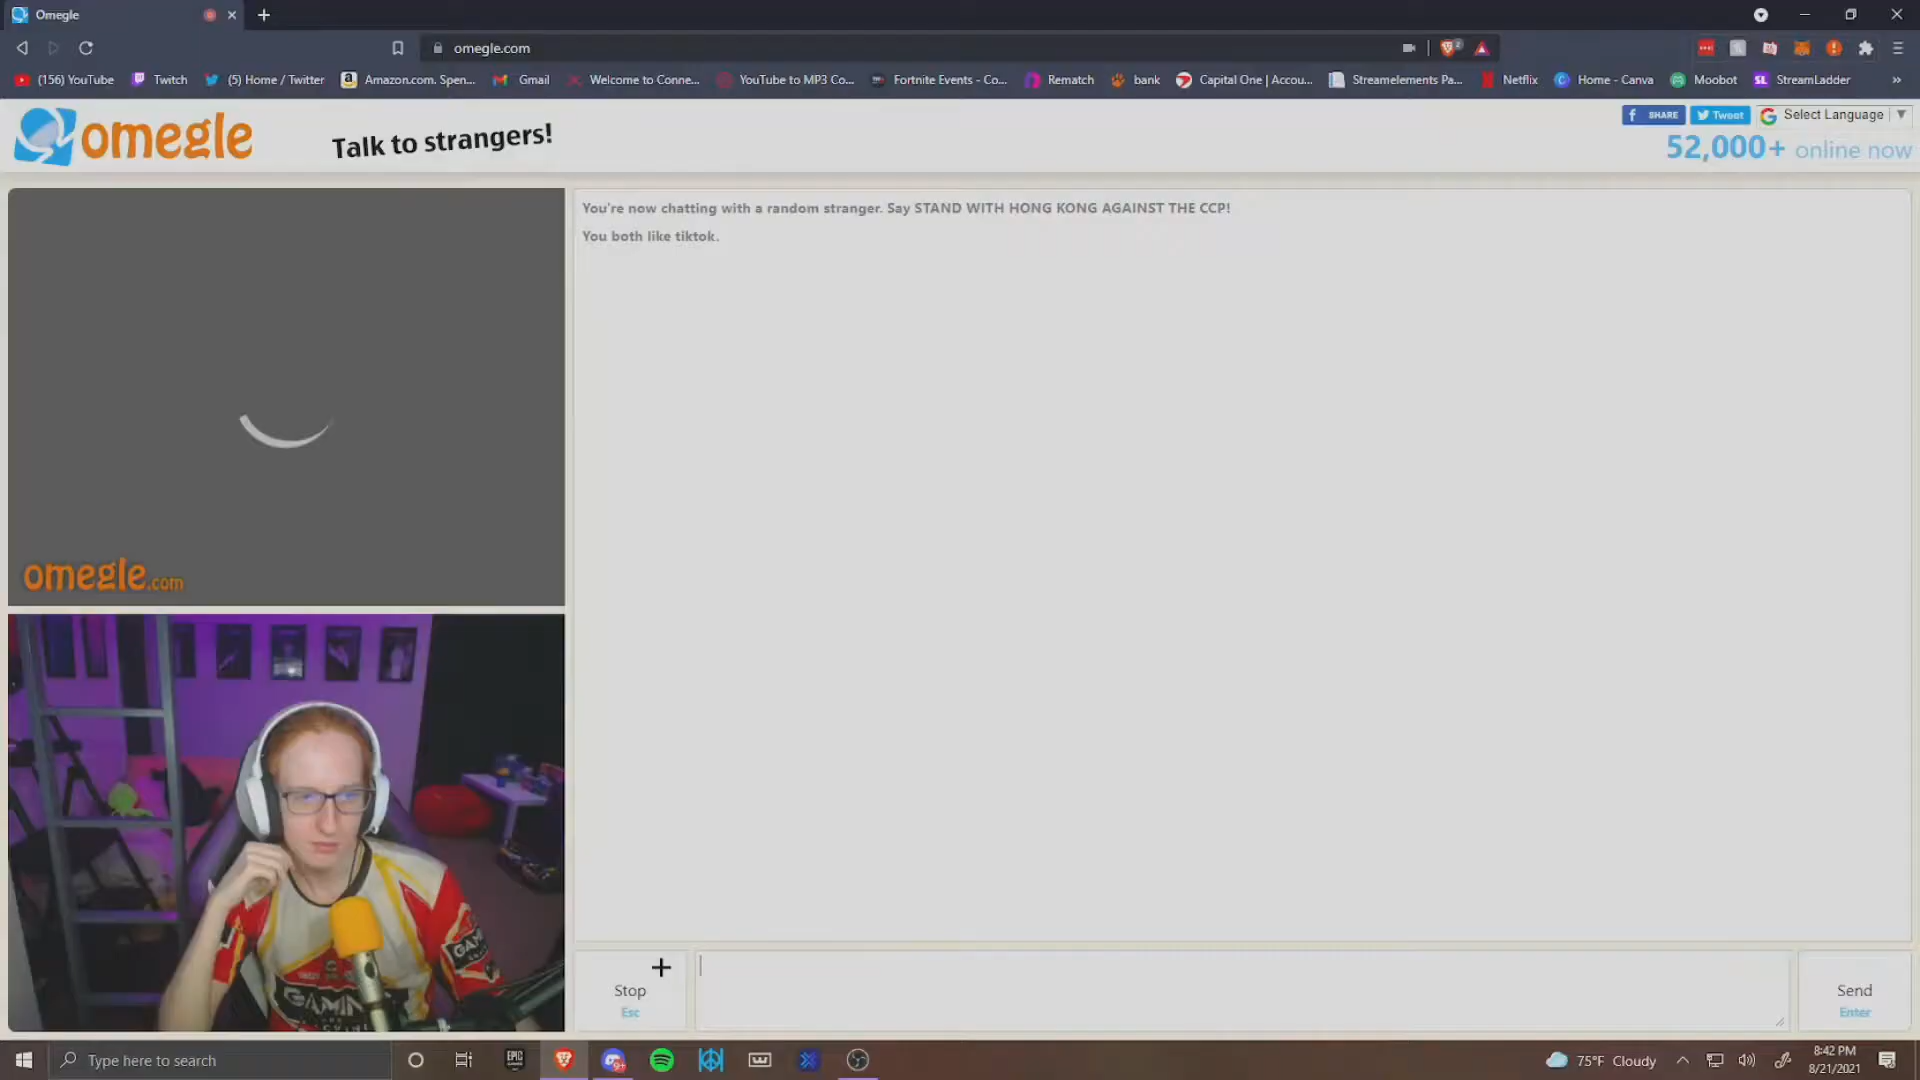 Omegle
omegle.com
(156) YouTube
Twitch
(5) Home / Twitter
Amazon.com. Spen...
Gmail
Welcome to Conne...
YouTube to MP3 Co...
Fortnite Events - Co...
Rematch
bank
Capital One | Accou...
Streamelements Pa...
Netflix
Home - Canva
Moobot
SL StreamLadder
omegle
Talk to strangers!
SHARE
Tweet
Select Language
52,000+ online now
You're now chatting with a random stranger. Say STAND WITH HONG KONG AGAINST THE CCP!
You both like tiktok.
omegle.com
GAMING
Stop
Esc
Send
Enter
Type here to search
EPIC
9+
75°F Cloudy
8:42 PM
8/21/2021